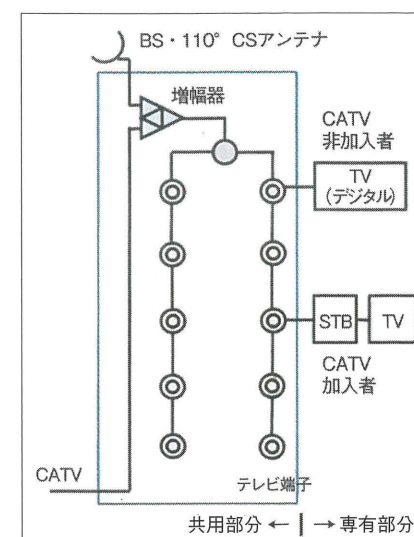 BS・110° CSアンテナ
増幅器
CATV
非加入者
TV
(デジタル)
STB
TV
CATV
加入者
CATV
テレビ端子
共用部分 ← | → 専有部分